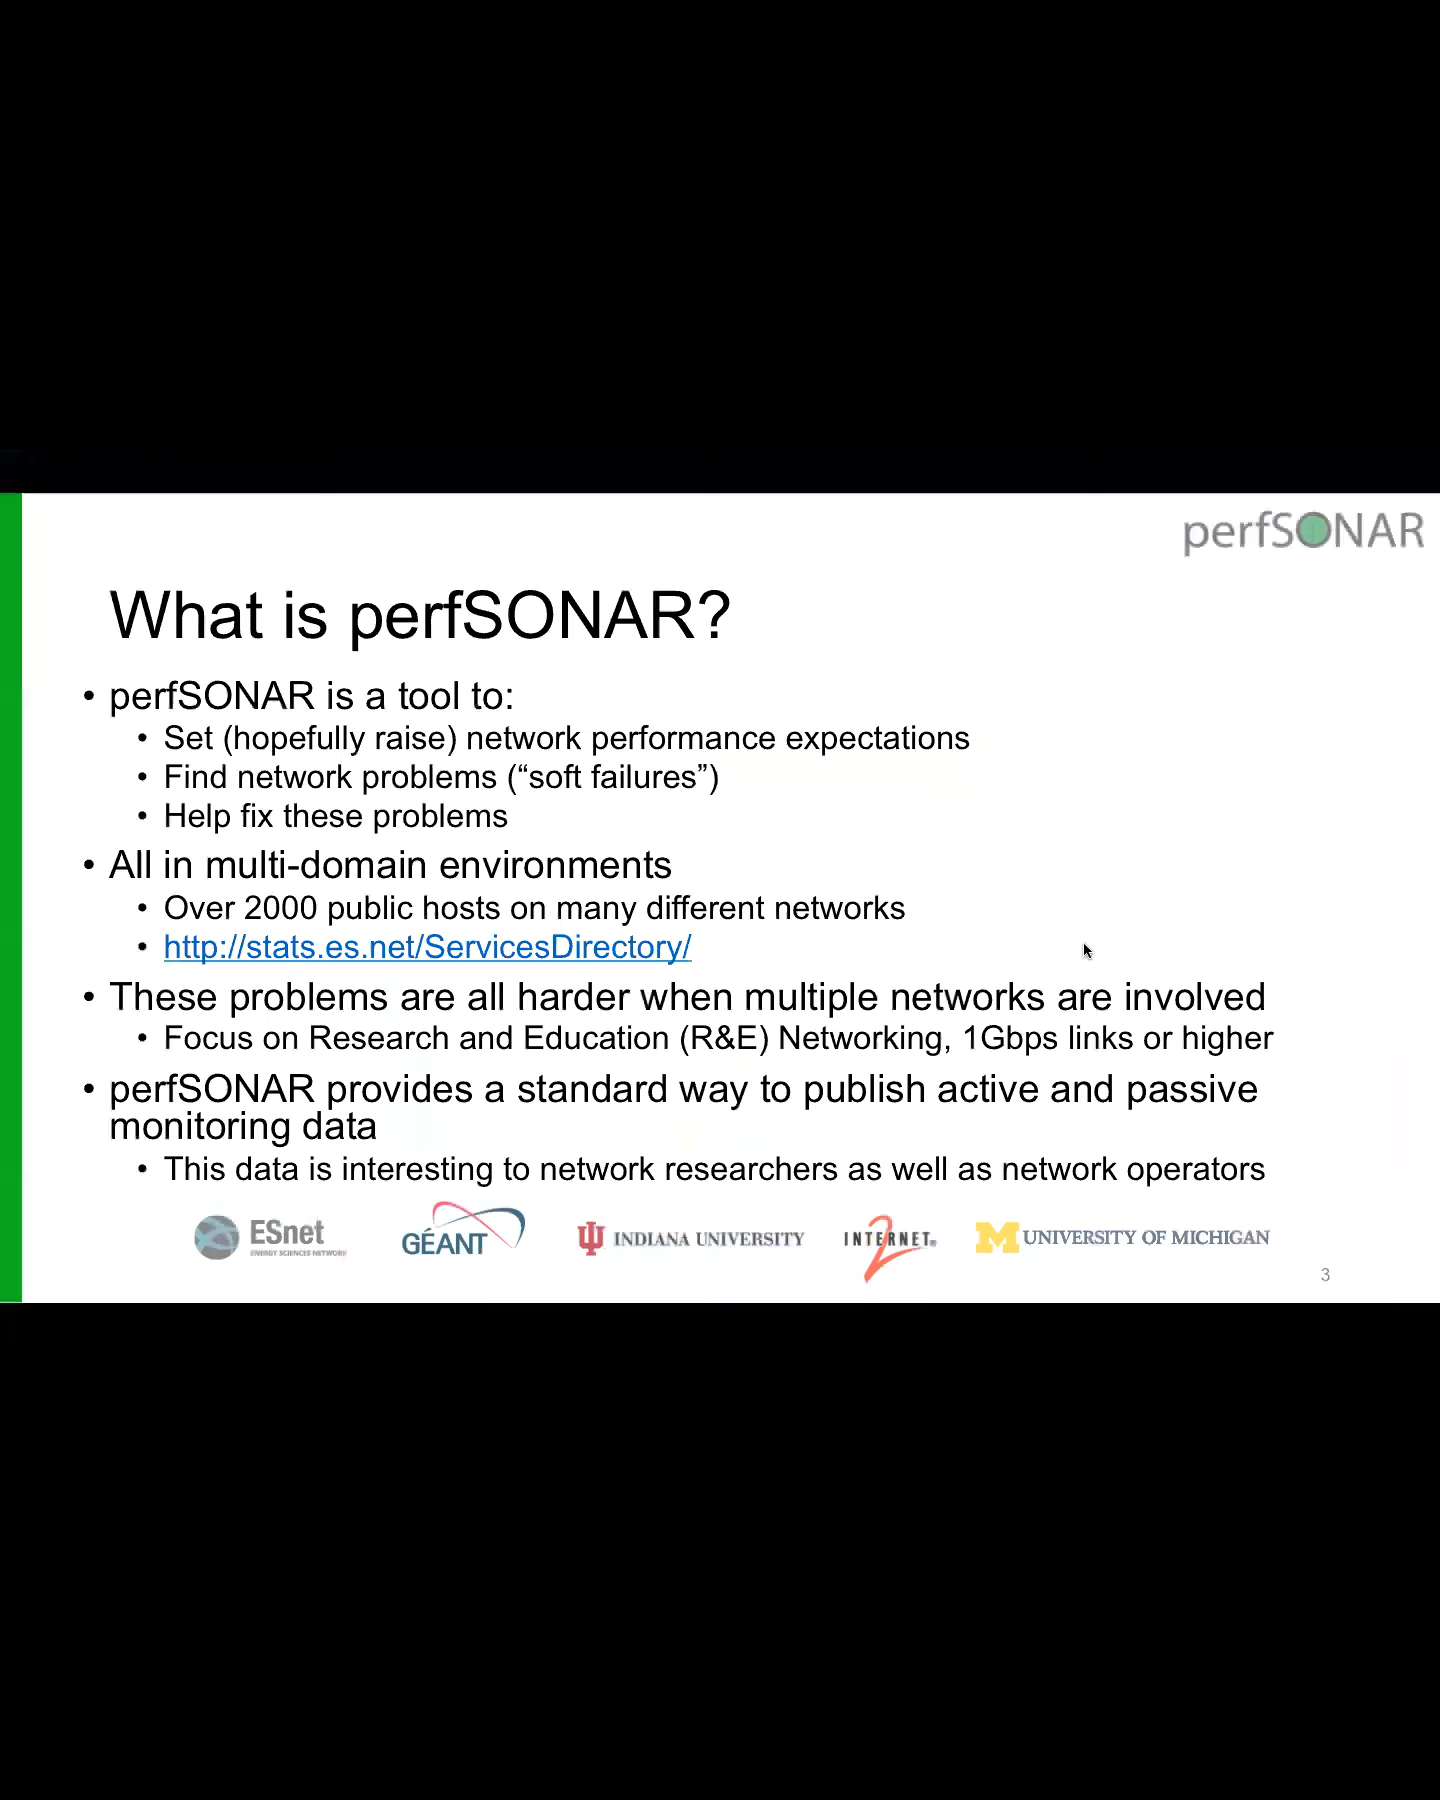 perfSONAR
What is perfSONAR?
• perfSONAR is a tool to:
• Set (hopefully raise) network performance expectations
• Find network problems (“soft failures”)
• Help fix these problems
• All in multi-domain environments
• Over 2000 public hosts on many different networks
• http://stats.es.net/ServicesDirectory/
• These problems are all harder when multiple networks are involved
• Focus on Research and Education (R&E) Networking, 1Gbps links or higher
• perfSONAR provides a standard way to publish active and passive
monitoring data
• This data is interesting to network researchers as well as network operators
ESnet
ENERGY SCIENCES NETWORK
GÉANT
INDIANA UNIVERSITY
INTERNET2®
M UNIVERSITY OF MICHIGAN
3